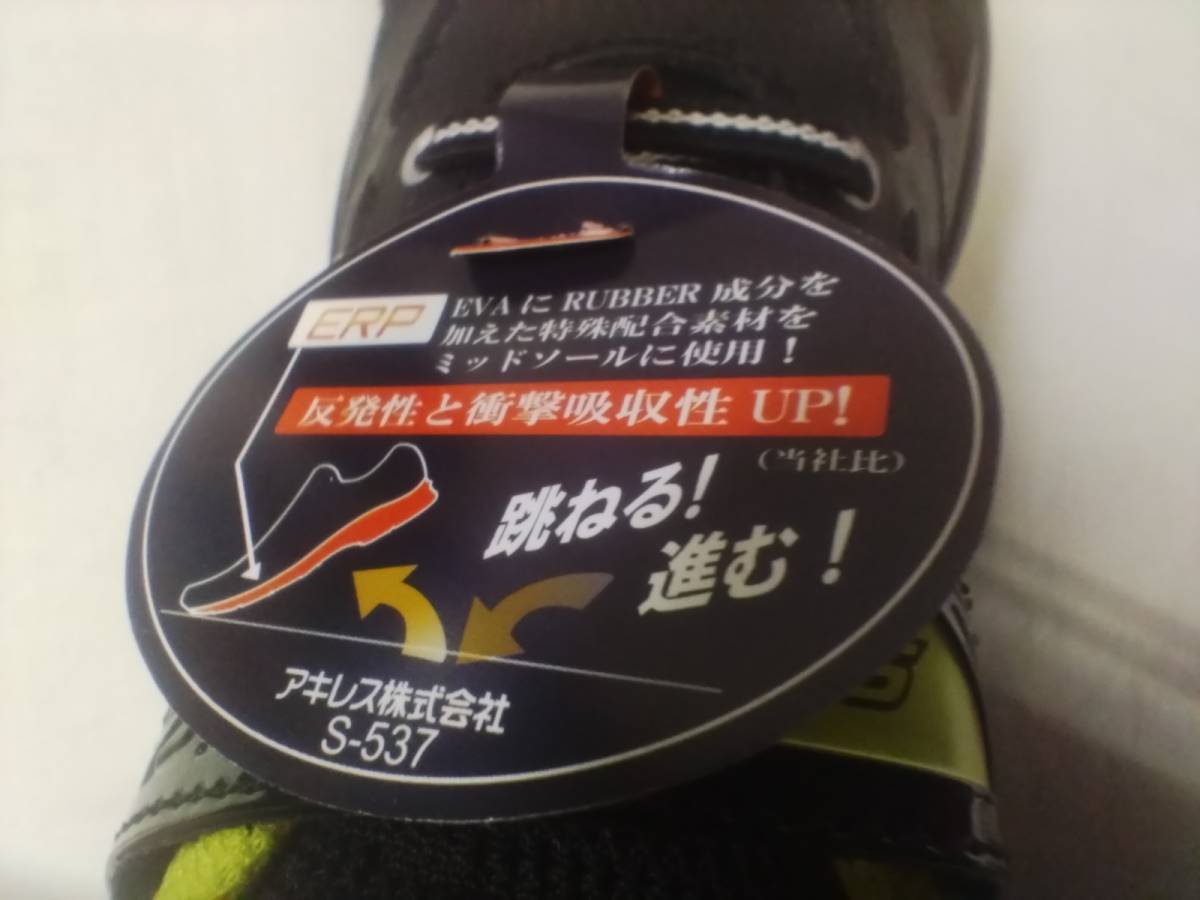 ERP
EVAにRUBBER成分を
加えた特殊配合素材を
ミッドソールに使用！
反発性と衝撃吸収性 UP!
（当社比）
跳ねる!
進む！
アキレス株式会社
S-537